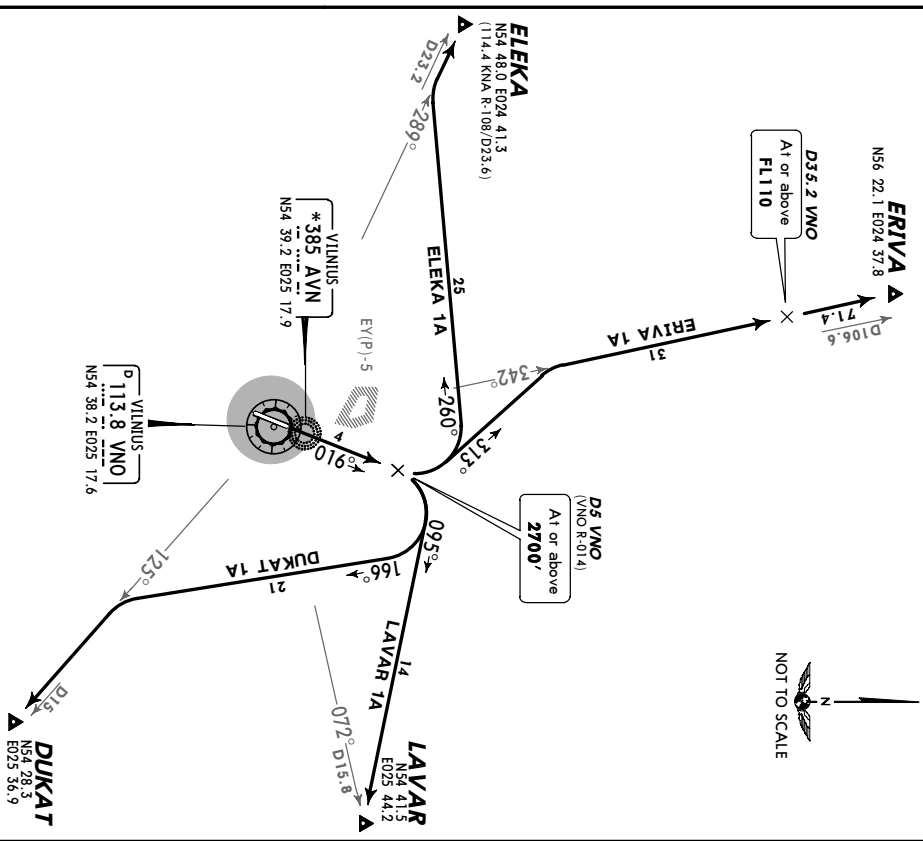 ERIVA
N56 22.1 E024 37.8
71.4
D106.6
D35.2 VNO
At or above
FL110
ERIVA 1A
31
342°
313°
ELEKA
N54 48.0 E024 41.3
(114.4 KNA R-108/D23.6)
D23.2
289°
25
ELEKA 1A
260°
VILNIUS
*385 AVN
N54 39.2 E025 17.9
EY(P)-5
VILNIUS
D
113.8 VNO
N54 38.2 E025 17.6
4
016°
D5 VNO
(VNO R-014)
At or above
2700'
095°
14
LAVAR 1A
072°
D15.8
LAVAR
N54 41.5
E025 44.2
166°
DUKAT 1A
21
125°
D15
DUKAT
N54 28.3
E025 36.9
N
NOT TO SCALE